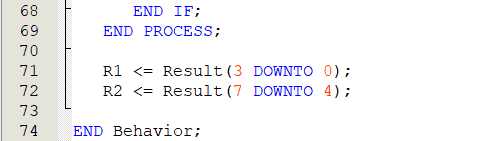 68 END IF;
69 END PROCESS;
70
71 R1 <= Result(3 DOWNTO 0);
72 R2 <= Result(7 DOWNTO 4);
73
74 END Behavior;